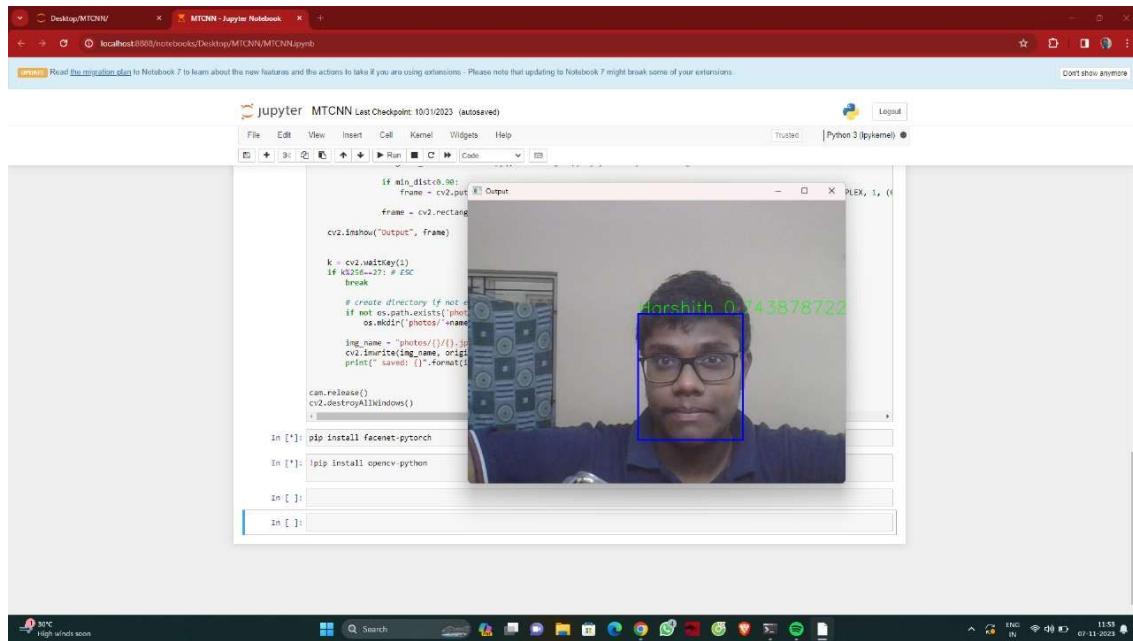 Desktop/MTCNN/
MTCNN - Jupyter Notebook
localhost:8888/notebooks/Desktop/MTCNN/MTCNN.ipynb
UPDATE Read the migration plan to Notebook 7 to learn about the new features and the actions to take if you are using extensions - Please note that updating to Notebook 7 might break some of your extensions.
Don't show anymore
jupyter MTCNN Last Checkpoint: 10/31/2023 (autosaved)
Logout
File Edit View Insert Cell Kernel Widgets Help
Trusted Python 3 (ipykernel)
Run Code
if min_dist<0.90:
frame = cv2.put
PLEX, 1, (
frame = cv2.rectang
cv2.imshow("Output", frame)
k = cv2.waitKey(1)
if k%256==27: # ESC
break
# create directory if not e
if not os.path.exists('phot
os.mkdir('photos/'+name
img_name = "photos/{}/{}.jp
cv2.imwrite(img_name, origi
print(" saved: {}".format(i
cam.release()
cv2.destroyAllWindows()
Output
Harshith 0.743878722
In [*]: pip install facenet-pytorch
In [*]: !pip install opencv-python
In [ ]:
In [ ]:
30°C
High winds soon
Search
ENG
IN
11:53
07-11-2023